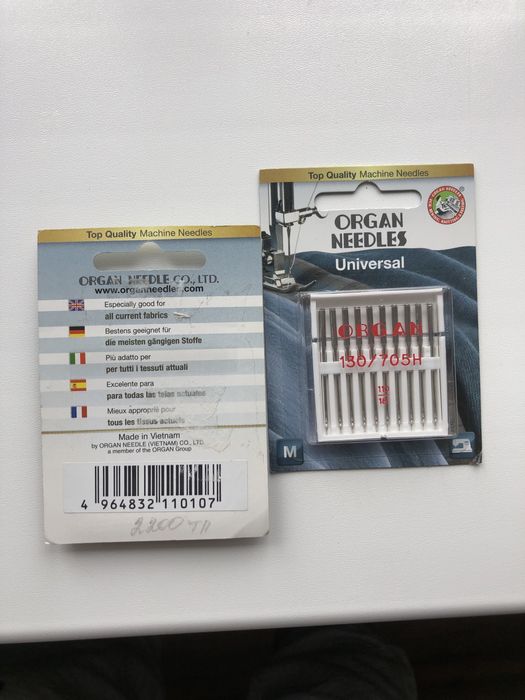 Top Quality Machine Needles
ORGAN NEEDLE CO., LTD.
www.organneedles.com
Especially good for
all current fabrics
Bestens geeignet für
die meisten gängigen Stoffe
Più adatto per
per tutti i tessuti attuali
Excelente para
para todas las telas actuales
Mieux approprié pour
tous les tissus actuels
Made in Vietnam
by ORGAN NEEDLE (VIETNAM) CO., LTD.
a member of the ORGAN Group
4 964832 110107
2200 тг
Top Quality Machine Needles
ORGAN
NEEDLES
Universal
ORGAN
130/705H
110
18
M